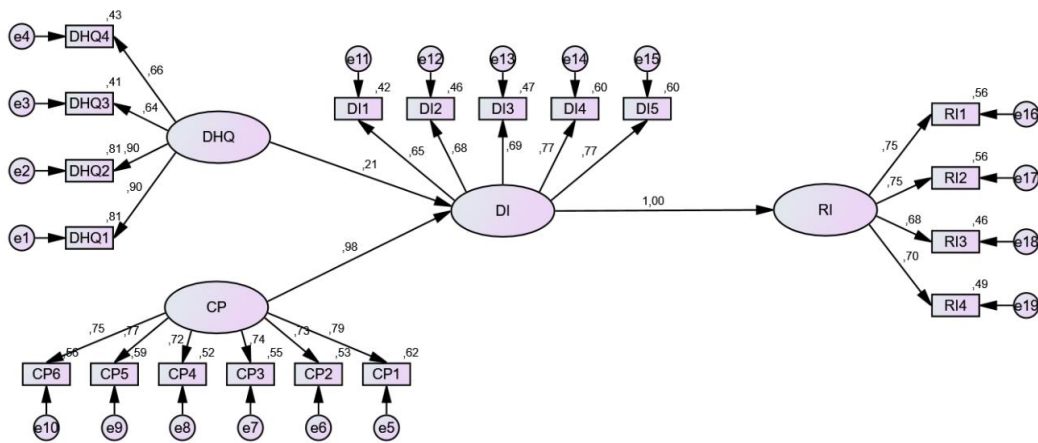 ,43
e4 DHQ4
,66
,41
e3 DHQ3
,64
DHQ
,81 ,90
e2 DHQ2
,90
,81
e1 DHQ1
e11 e12 e13 e14 e15
,42 ,46 ,47 ,60 ,60
DI1 DI2 DI3 DI4 DI5
,65 ,68 ,69 ,77 ,77
,21
DI
1,00
RI
,98
,56
RI1 e16
,75
,56
RI2 e17
,75
,46
RI3 e18
,68
,70
,49
RI4 e19
CP
,75 ,77 ,72 ,74 ,73 ,79
,56 ,59 ,52 ,55 ,53 ,62
CP6 CP5 CP4 CP3 CP2 CP1
e10 e9 e8 e7 e6 e5